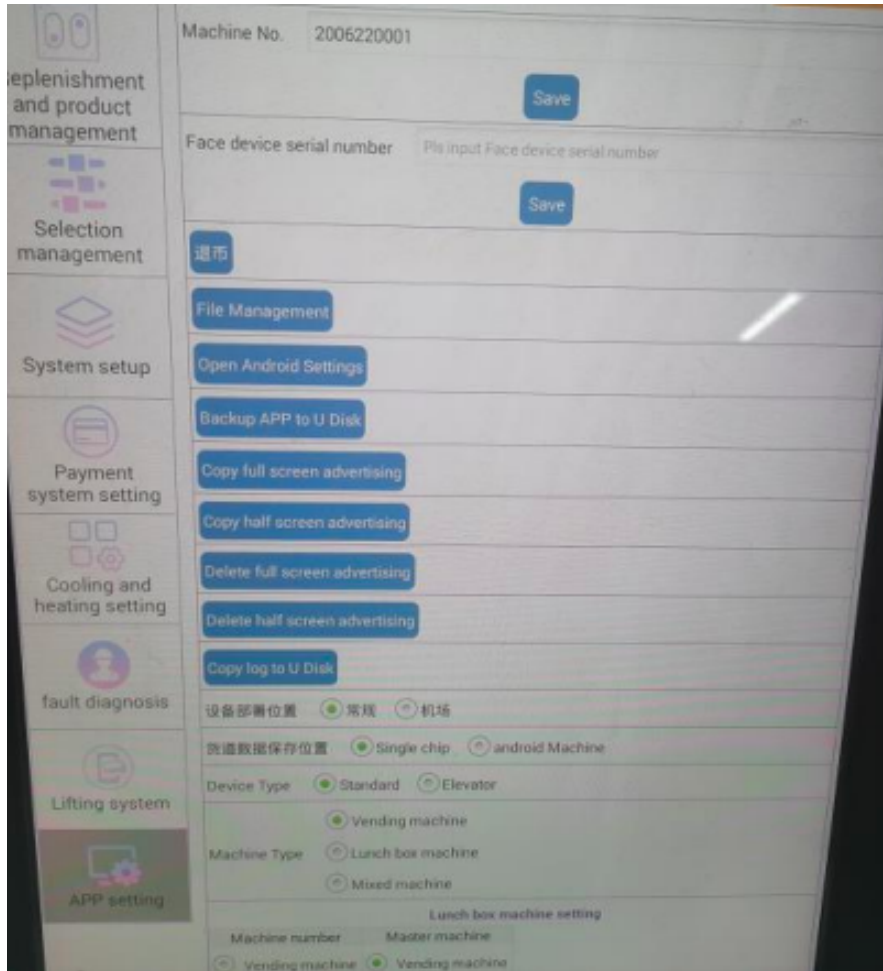 Machine No. 2006220001
Save
Face device serial number Pls input Face device serial number
Save
退币
File Management
Open Android Settings
Backup APP to U Disk
Copy full screen advertising
Copy half screen advertising
Delete full screen advertising
Delete half screen advertising
Copy log to U Disk
设备部署位置 常规 机场
货道数据保存位置 Single chip android Machine
Device Type Standard Elevator
Machine Type
Vending machine
Lunch box machine
Mixed machine
Lunch box machine setting
Machine number Master machine
Vending machine Vending machine
eplenishment
and product
management
Selection
management
System setup
Payment
system setting
Cooling and
heating setting
fault diagnosis
Lifting system
APP setting